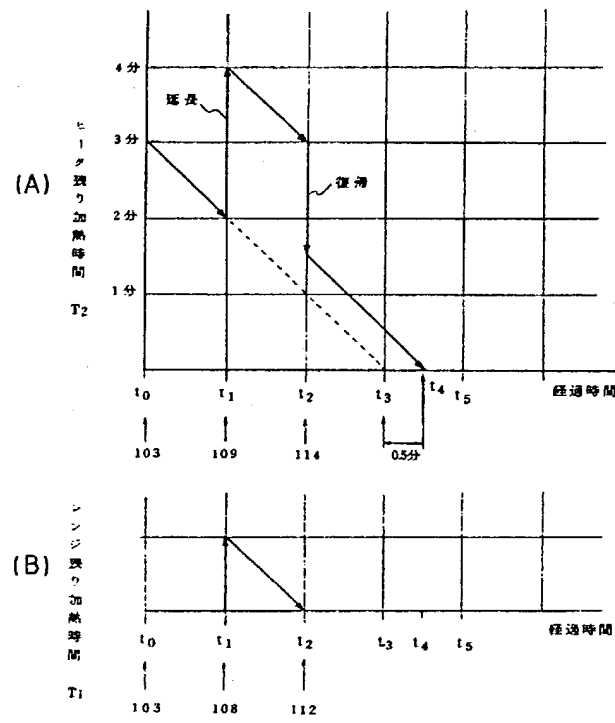 (A)
ヒータ残り加熱時間 T2
4分
延長
3分
復帰
2分
1分
t0 t1 t2 t3 t4 t5 経過時間
103 109 114 0.5分
(B)
レンジ残り加熱時間 T1
t0 t1 t2 t3 t4 t5 経過時間
103 108 112